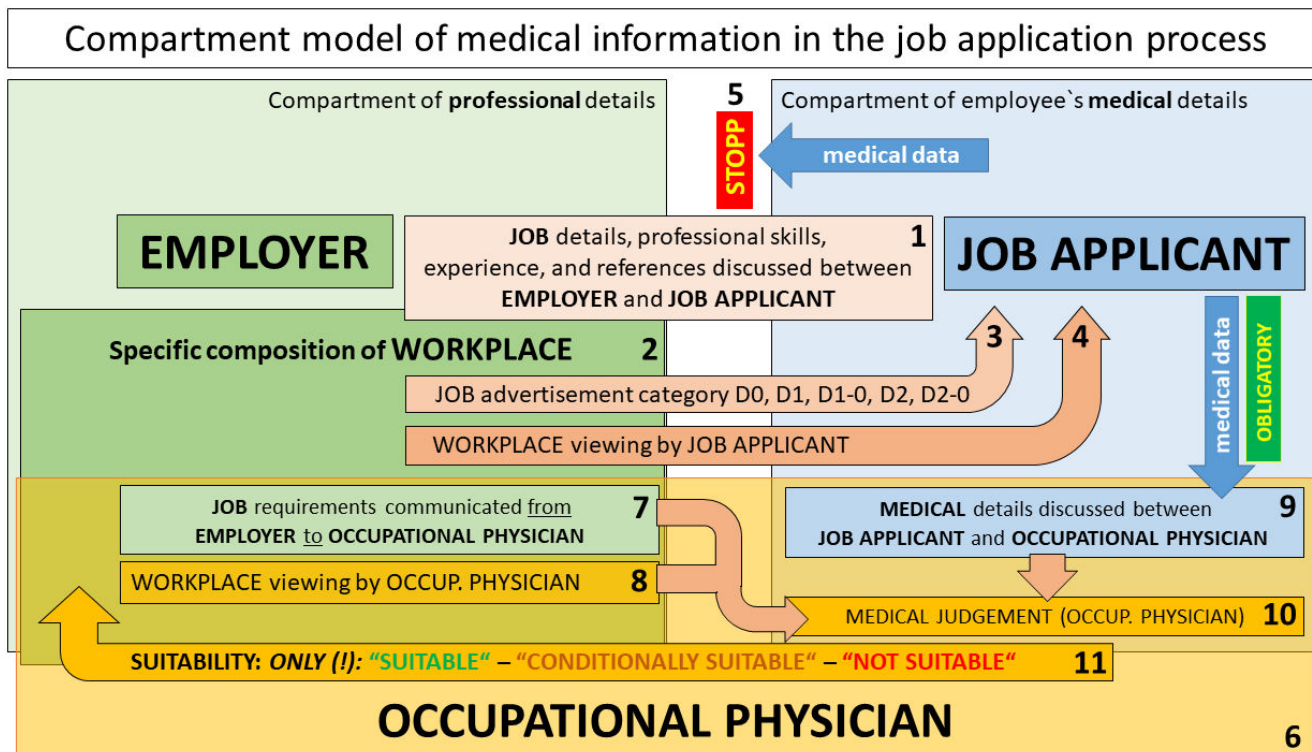 Compartment model of medical information in the job application process
Compartment of professional details
5
Compartment of employee`s medical details
STOPP
medical data
EMPLOYER
JOB details, professional skills,
experience, and references discussed between
EMPLOYER and JOB APPLICANT
1
JOB APPLICANT
Specific composition of WORKPLACE
2
3
4
medical data
OBLIGATORY
JOB advertisement category D0, D1, D1-0, D2, D2-0
WORKPLACE viewing by JOB APPLICANT
JOB requirements communicated from
EMPLOYER to OCCUPATIONAL PHYSICIAN
7
MEDICAL details discussed between
JOB APPLICANT and OCCUPATIONAL PHYSICIAN
9
WORKPLACE viewing by OCCUP. PHYSICIAN
8
MEDICAL JUDGEMENT (OCCUP. PHYSICIAN)
10
SUITABILITY: ONLY (!): “SUITABLE“ – “CONDITIONALLY SUITABLE“ – “NOT SUITABLE“
11
OCCUPATIONAL PHYSICIAN
6